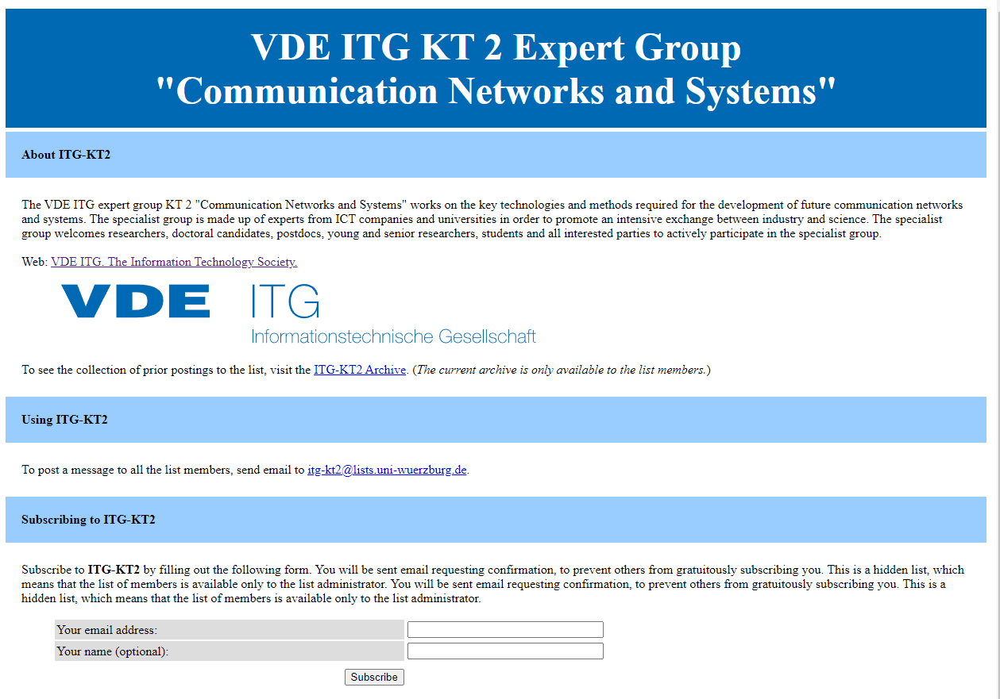 VDE ITG KT 2 Expert Group
"Communication Networks and Systems"
About ITG-KT2
The VDE ITG expert group KT 2 "Communication Networks and Systems" works on the key technologies and methods required for the development of future communication networks
and systems. The specialist group is made up of experts from ICT companies and universities in order to promote an intensive exchange between industry and science. The specialist
group welcomes researchers, doctoral candidates, postdocs, young and senior researchers, students and all interested parties to actively participate in the specialist group.
Web: VDE ITG. The Information Technology Society.
VDE ITG
Informationstechnische Gesellschaft
To see the collection of prior postings to the list, visit the ITG-KT2 Archive. (The current archive is only available to the list members.)
Using ITG-KT2
To post a message to all the list members, send email to itg-kt2@lists.uni-wuerzburg.de.
Subscribing to ITG-KT2
Subscribe to ITG-KT2 by filling out the following form. You will be sent email requesting confirmation, to prevent others from gratuitously subscribing you. This is a hidden list, which
means that the list of members is available only to the list administrator. You will be sent email requesting confirmation, to prevent others from gratuitously subscribing you. This is a
hidden list, which means that the list of members is available only to the list administrator.
Your email address:
Your name (optional):
Subscribe